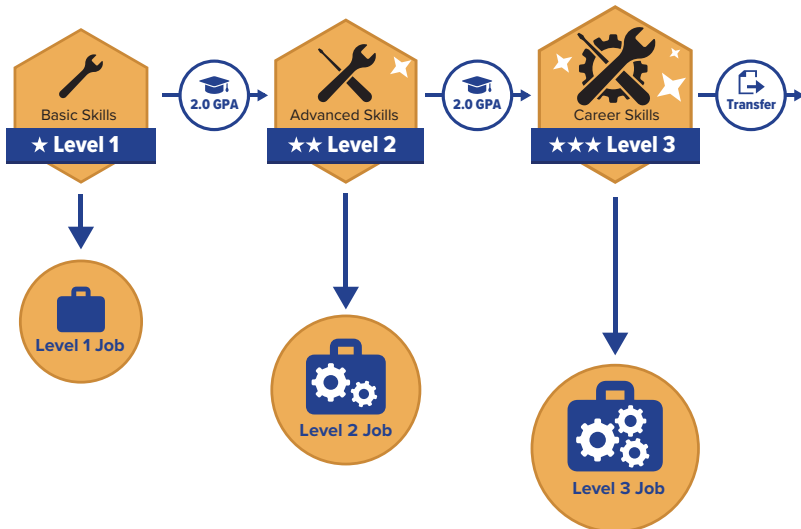 Basic Skills
★ Level 1
2.0 GPA
Advanced Skills
★★ Level 2
2.0 GPA
Career Skills
★★★ Level 3
Transfer
Level 1 Job
Level 2 Job
Level 3 Job